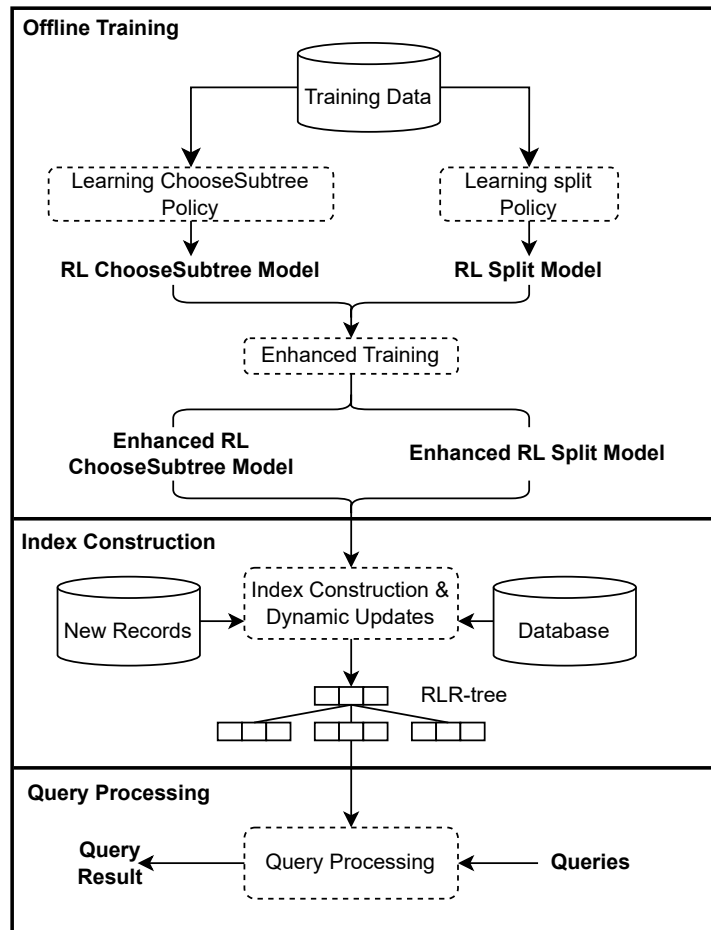 Offline Training
Training Data
Learning ChooseSubtree
Policy
Learning split
Policy
RL ChooseSubtree Model
RL Split Model
Enhanced Training
Enhanced RL
ChooseSubtree Model
Enhanced RL Split Model
Index Construction
Index Construction &
Dynamic Updates
New Records
Database
RLR-tree
Query Processing
Query
Result
Query Processing
Queries